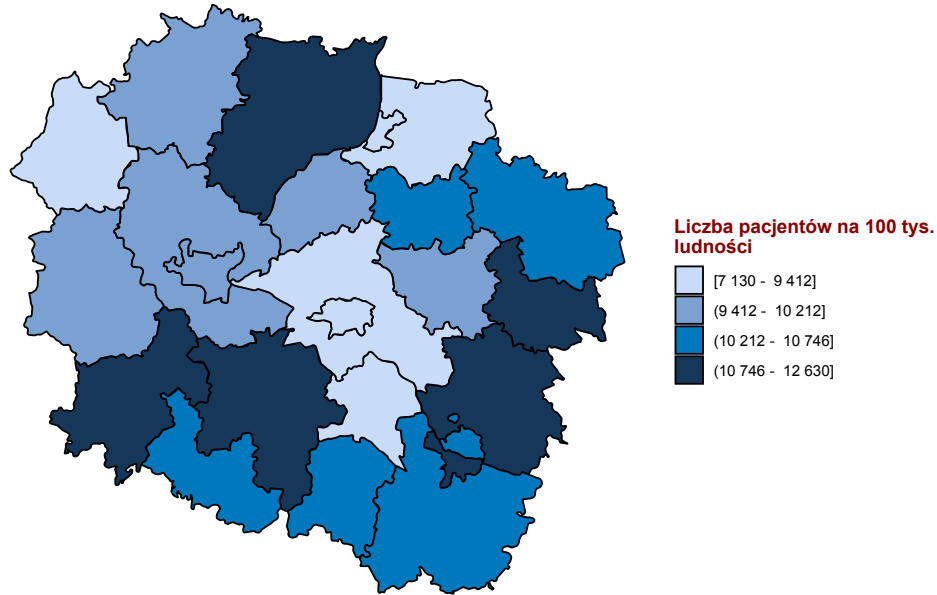 Liczba pacjentów na 100 tys.
ludności
[7 130 - 9 412]
(9 412 - 10 212]
(10 212 - 10 746]
(10 746 - 12 630]